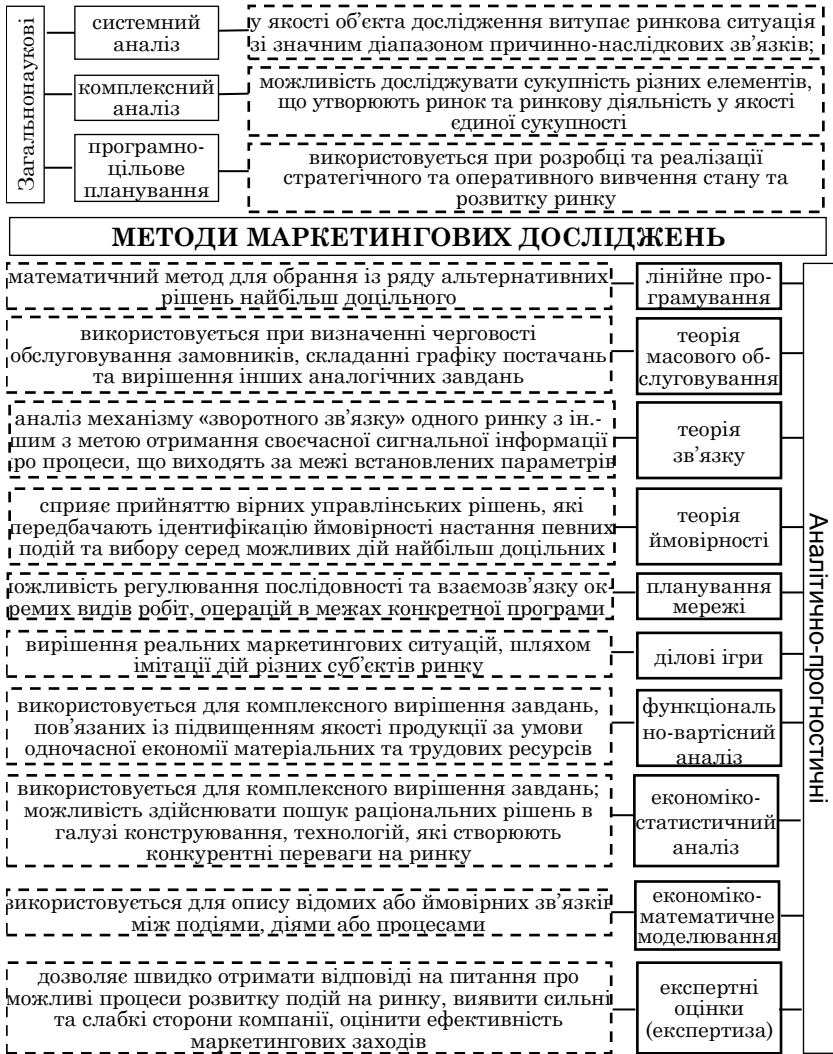 Загальнонаукові
системний
аналіз
у якості об’єкта дослідження витупає ринкова ситуація
зі значним діапазоном причинно-наслідкових зв’язків;
комплексний
аналіз
можливість досліджувати сукупність різних елементів,
що утворюють ринок та ринкову діяльність у якості
єдиної сукупності
програмно-
цільове
планування
використовується при розробці та реалізації
стратегічного та оперативного вивчення стану та
розвитку ринку
МЕТОДИ МАРКЕТИНГОВИХ ДОСЛІДЖЕНЬ
Аналітично-прогностичні
математичний метод для обрання із ряду альтернативних
рішень найбільш доцільного
лінійне про-
грамування
використовується при визначенні черговості
обслуговування замовників, складанні графіку постачань
та вирішення інших аналогічних завдань
теорія
масового об-
слуговування
аналіз механізму «зворотного зв’язку» одного ринку з ін.-
шим з метою отримання своєчасної сигнальної інформації
ро процеси, що виходять за межі встановлених параметрів
теорія
зв’язку
сприяє прийняттю вірних управлінських рішень, які
передбачають ідентифікацію ймовірності настання певних
подій та вибору серед можливих дій найбільш доцільних
теорія
ймовірності
ожливість регулювання послідовності та взаємозв’язку ок-
ремих видів робіт, операцій в межах конкретної програми
планування
мережі
вирішення реальних маркетингових ситуацій, шляхом
імітації дій різних суб’єктів ринку
ділові ігри
використовується для комплексного вирішення завдань,
пов’язаних із підвищенням якості продукції за умови
одночасної економії матеріальних та трудових ресурсів
функціональ
но-вартісний
аналіз
використовується для комплексного вирішення завдань;
можливість здійснювати пошук раціональних рішень в
галузі конструювання, технологій, які створюють
конкурентні переваги на ринку
економіко-
статистичний
аналіз
використовується для опису відомих або ймовірних зв’язків
між подіями, діями або процесами
економіко-
математичне
моделювання
дозволяє швидко отримати відповіді на питання про
можливі процеси розвитку подій на ринку, виявити сильні
та слабкі сторони компанії, оцінити ефективність
маркетингових заходів
експертні
оцінки
(експертиза)